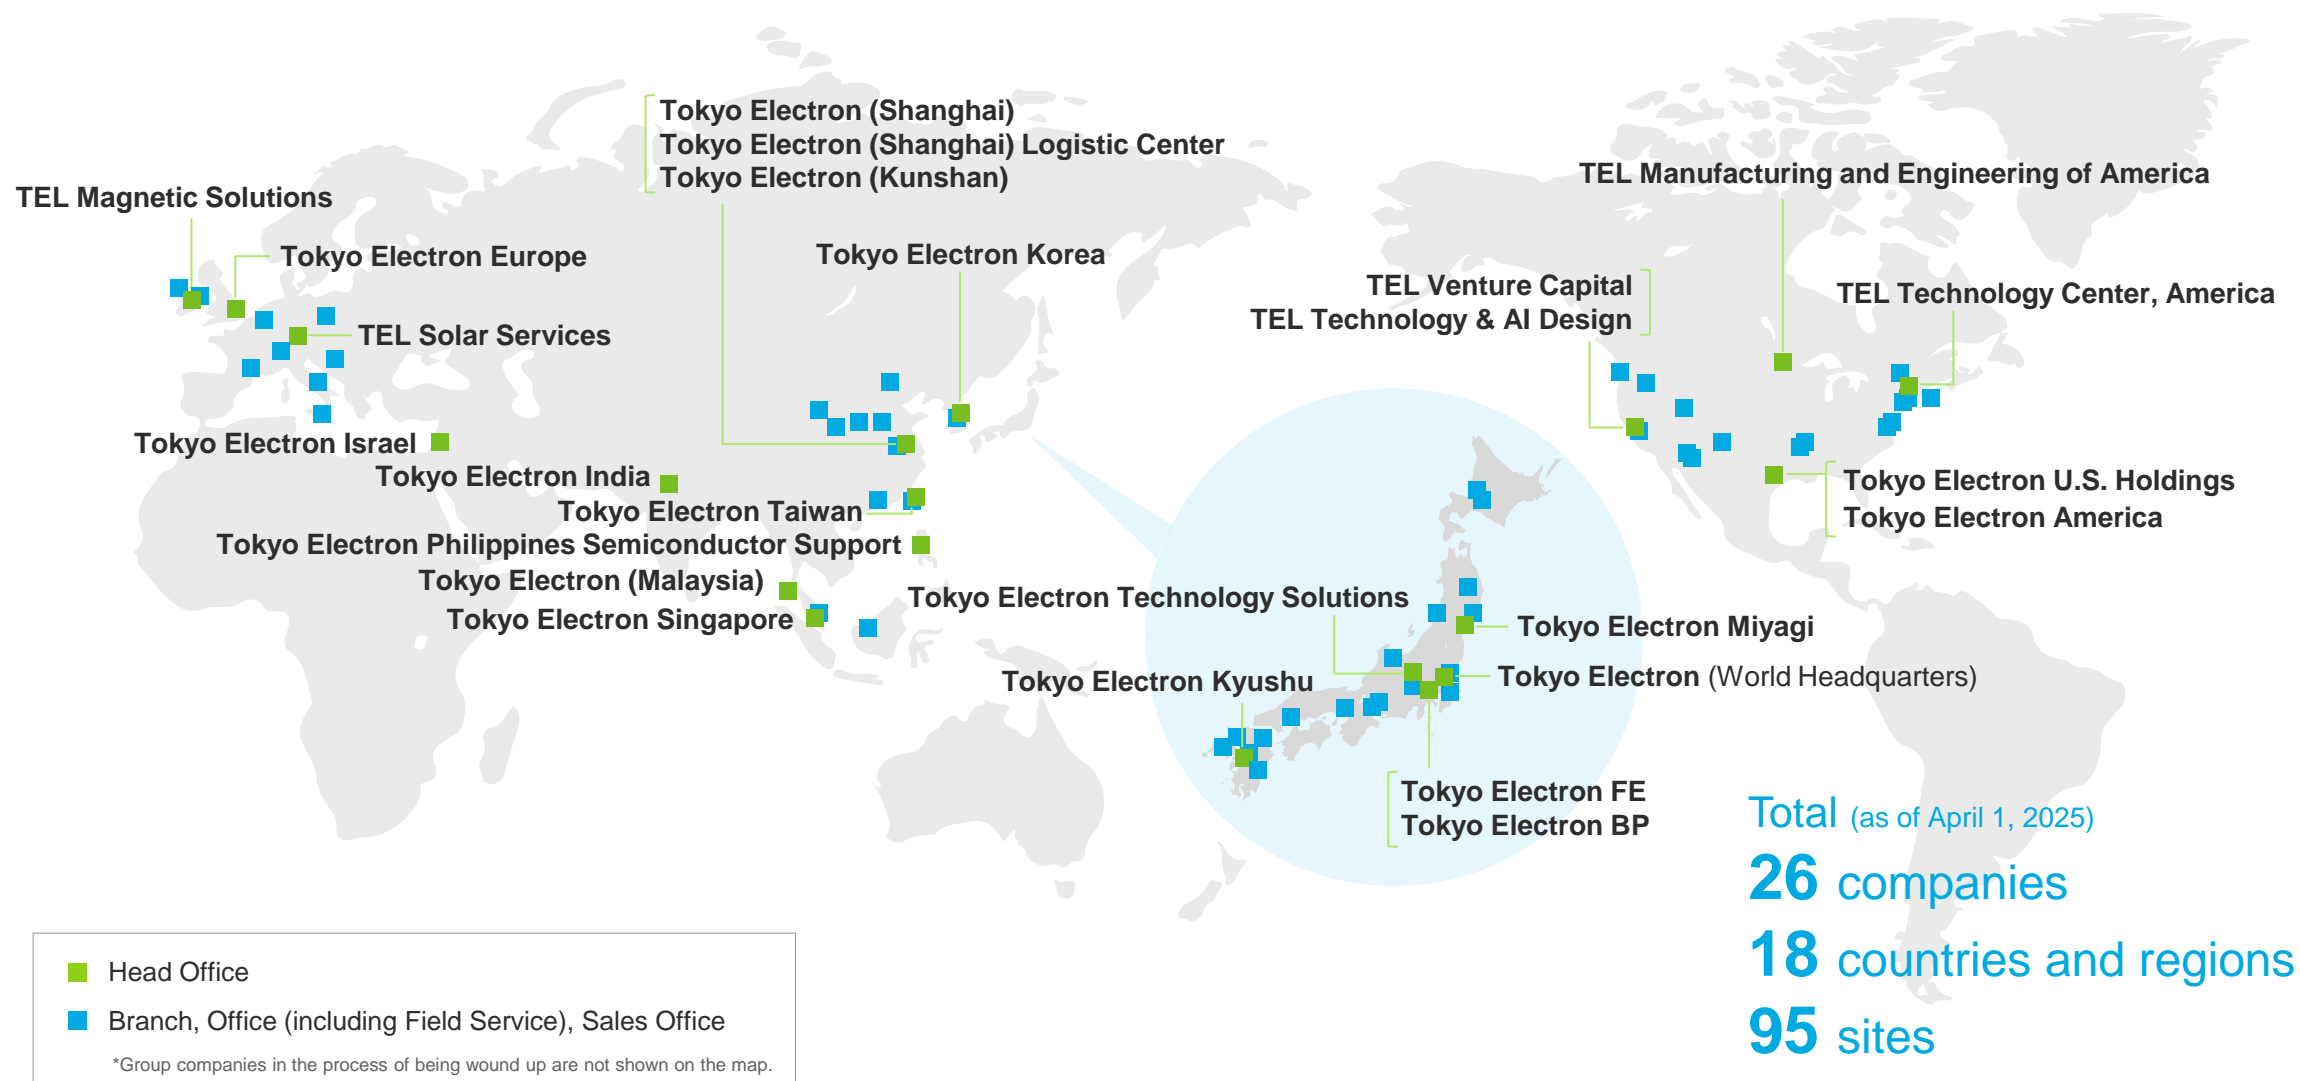 Tokyo Electron (Shanghai)
Tokyo Electron (Shanghai) Logistic Center
Tokyo Electron (Kunshan)
TEL Manufacturing and Engineering of America
TEL Magnetic Solutions
Tokyo Electron Europe
Tokyo Electron Korea
TEL Venture Capital
TEL Technology & AI Design
TEL Technology Center, America
TEL Solar Services
Tokyo Electron Israel
Tokyo Electron India
Tokyo Electron Taiwan
Tokyo Electron U.S. Holdings
Tokyo Electron America
Tokyo Electron Philippines Semiconductor Support
Tokyo Electron (Malaysia)
Tokyo Electron Singapore
Tokyo Electron Technology Solutions
Tokyo Electron Miyagi
Tokyo Electron (World Headquarters)
Tokyo Electron Kyushu
Tokyo Electron FE
Tokyo Electron BP
Total (as of April 1, 2025)
26 companies
18 countries and regions
95 sites
Head Office
Branch, Office (including Field Service), Sales Office
*Group companies in the process of being wound up are not shown on the map.